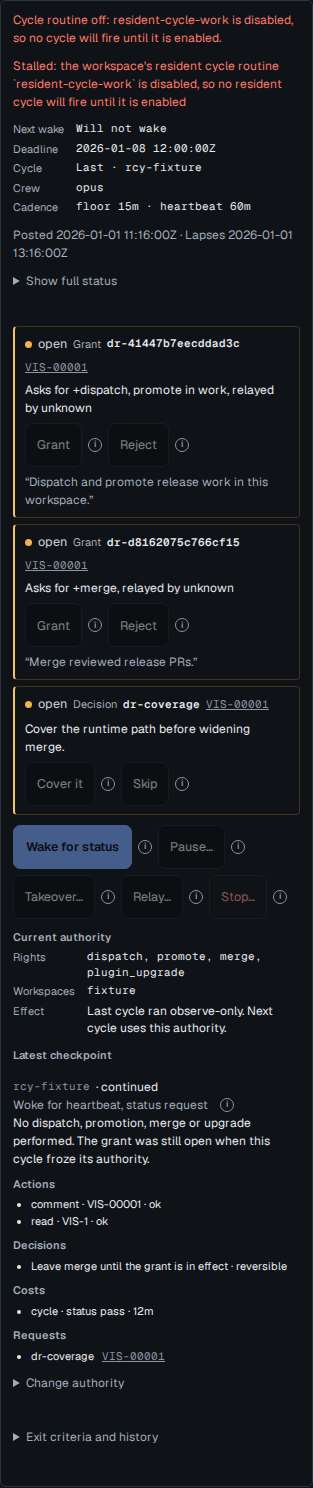 Cycle routine off: resident-cycle-work is disabled,
so no cycle will fire until it is enabled.
Stalled: the workspace's resident cycle routine
`resident-cycle-work` is disabled, so no resident
cycle will fire until it is enabled
Next wake Will not wake
Deadline 2026-01-08 12:00:00Z
Cycle Last · rcy-fixture
Crew opus
Cadence floor 15m · heartbeat 60m
Posted 2026-01-01 11:16:00Z · Lapses 2026-01-01
13:16:00Z
Show full status
open Grant dr-41447b7eecddad3c
VIS-00001
Asks for +dispatch, promote in work, relayed
by unknown
Grant Reject
“Dispatch and promote release work in this
workspace.”
open Grant dr-d8162075c766cf15
VIS-00001
Asks for +merge, relayed by unknown
Grant Reject
“Merge reviewed release PRs.”
open Decision dr-coverage VIS-00001
Cover the runtime path before widening
merge.
Cover it Skip
Wake for status Pause…
Takeover… Relay… Stop…
Current authority
Rights dispatch, promote, merge,
plugin_upgrade
Workspaces fixture
Effect Last cycle ran observe-only. Next
cycle uses this authority.
Latest checkpoint
rcy-fixture · continued
Woke for heartbeat, status request
No dispatch, promotion, merge or upgrade
performed. The grant was still open when this
cycle froze its authority.
Actions
• comment · VIS-00001 · ok
• read · VIS-1 · ok
Decisions
• Leave merge until the grant is in effect · reversible
Costs
• cycle · status pass · 12m
Requests
• dr-coverage VIS-00001
Change authority
Exit criteria and history